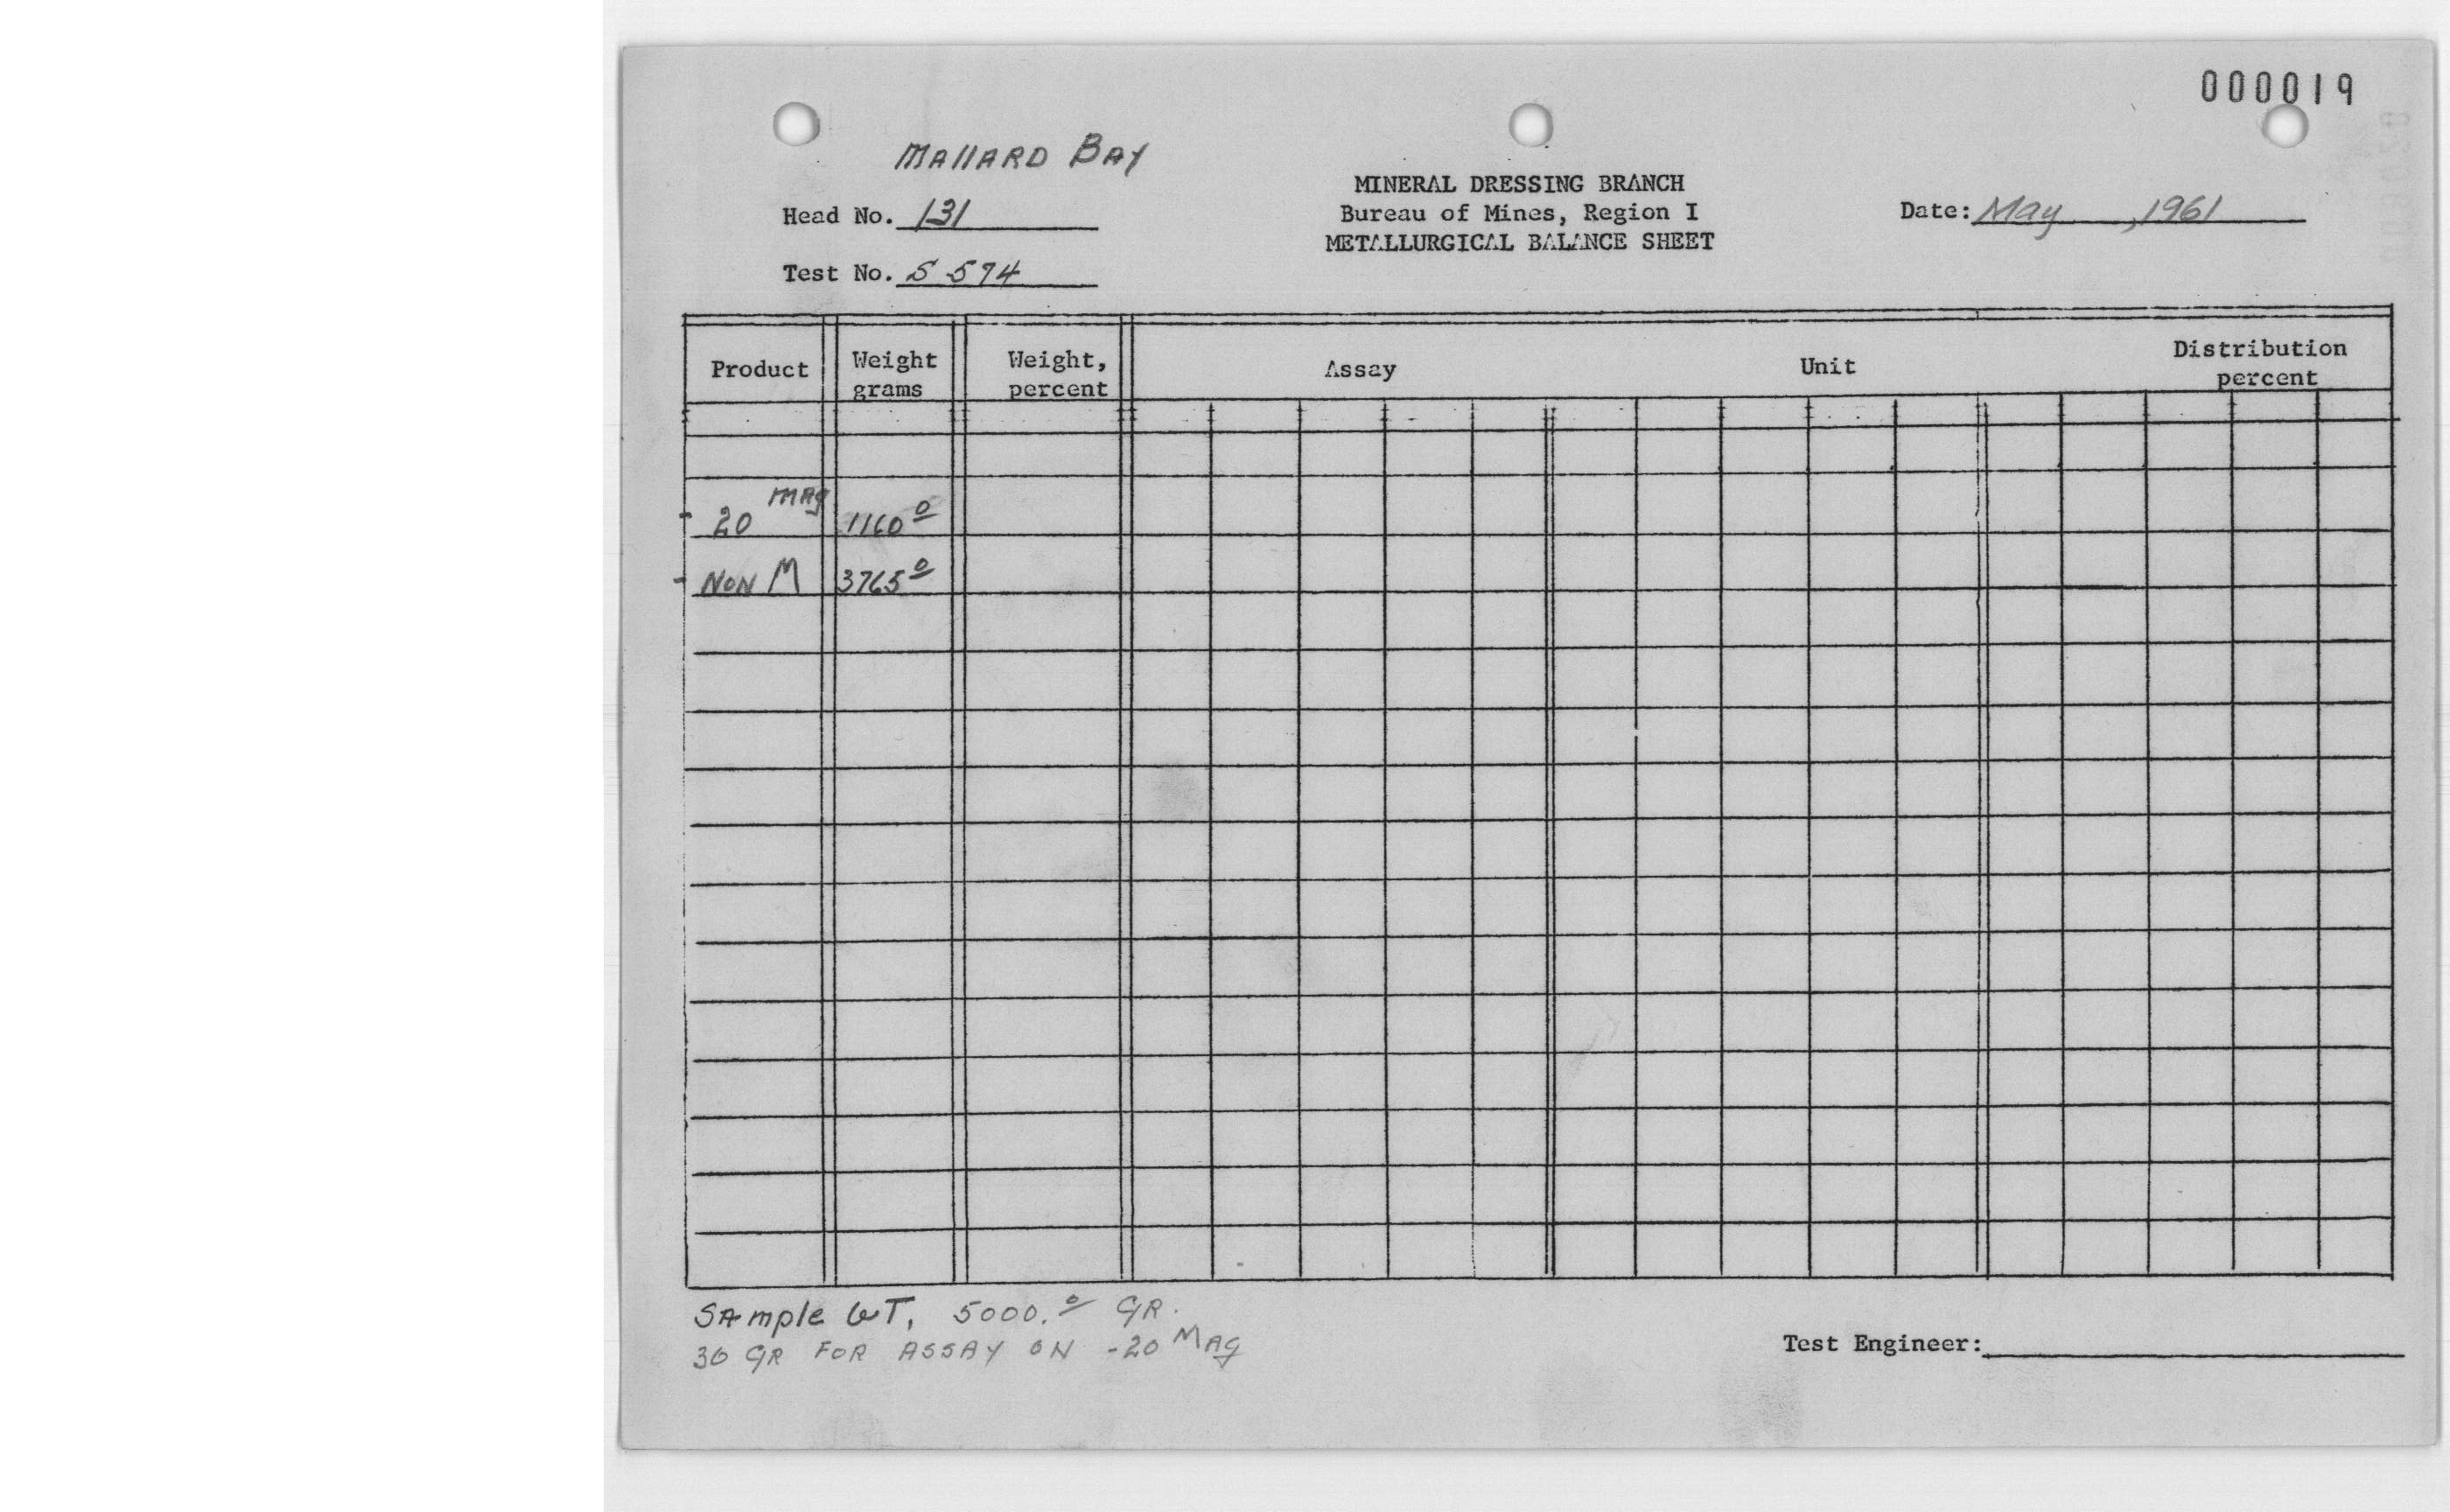 000019
MALLARD BAY
MINERAL DRESSING BRANCH
Head No. 131
Bureau of Mines, Region I
Date: May , 1961
METALLURGICAL BALANCE SHEET
Test No. S 574
Product Weight grams Weight, percent Assay Unit Distribution percent
- 20 mag 1160.0
- NON M 3765.0
SAmple WT, 5000.0 GR.
30 GR FOR ASSAY ON -20 MAg
Test Engineer: